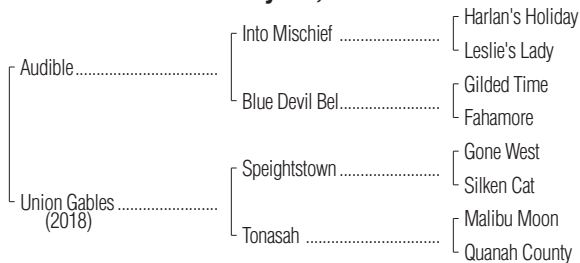 Harlan's Holiday
Into Mischief
Leslie's Lady
Audible
Gilded Time
Blue Devil Bel
Fahamore
Gone West
Speightstown
Silken Cat
Union Gables
(2018)
Malibu Moon
Tonasah
Quanah County